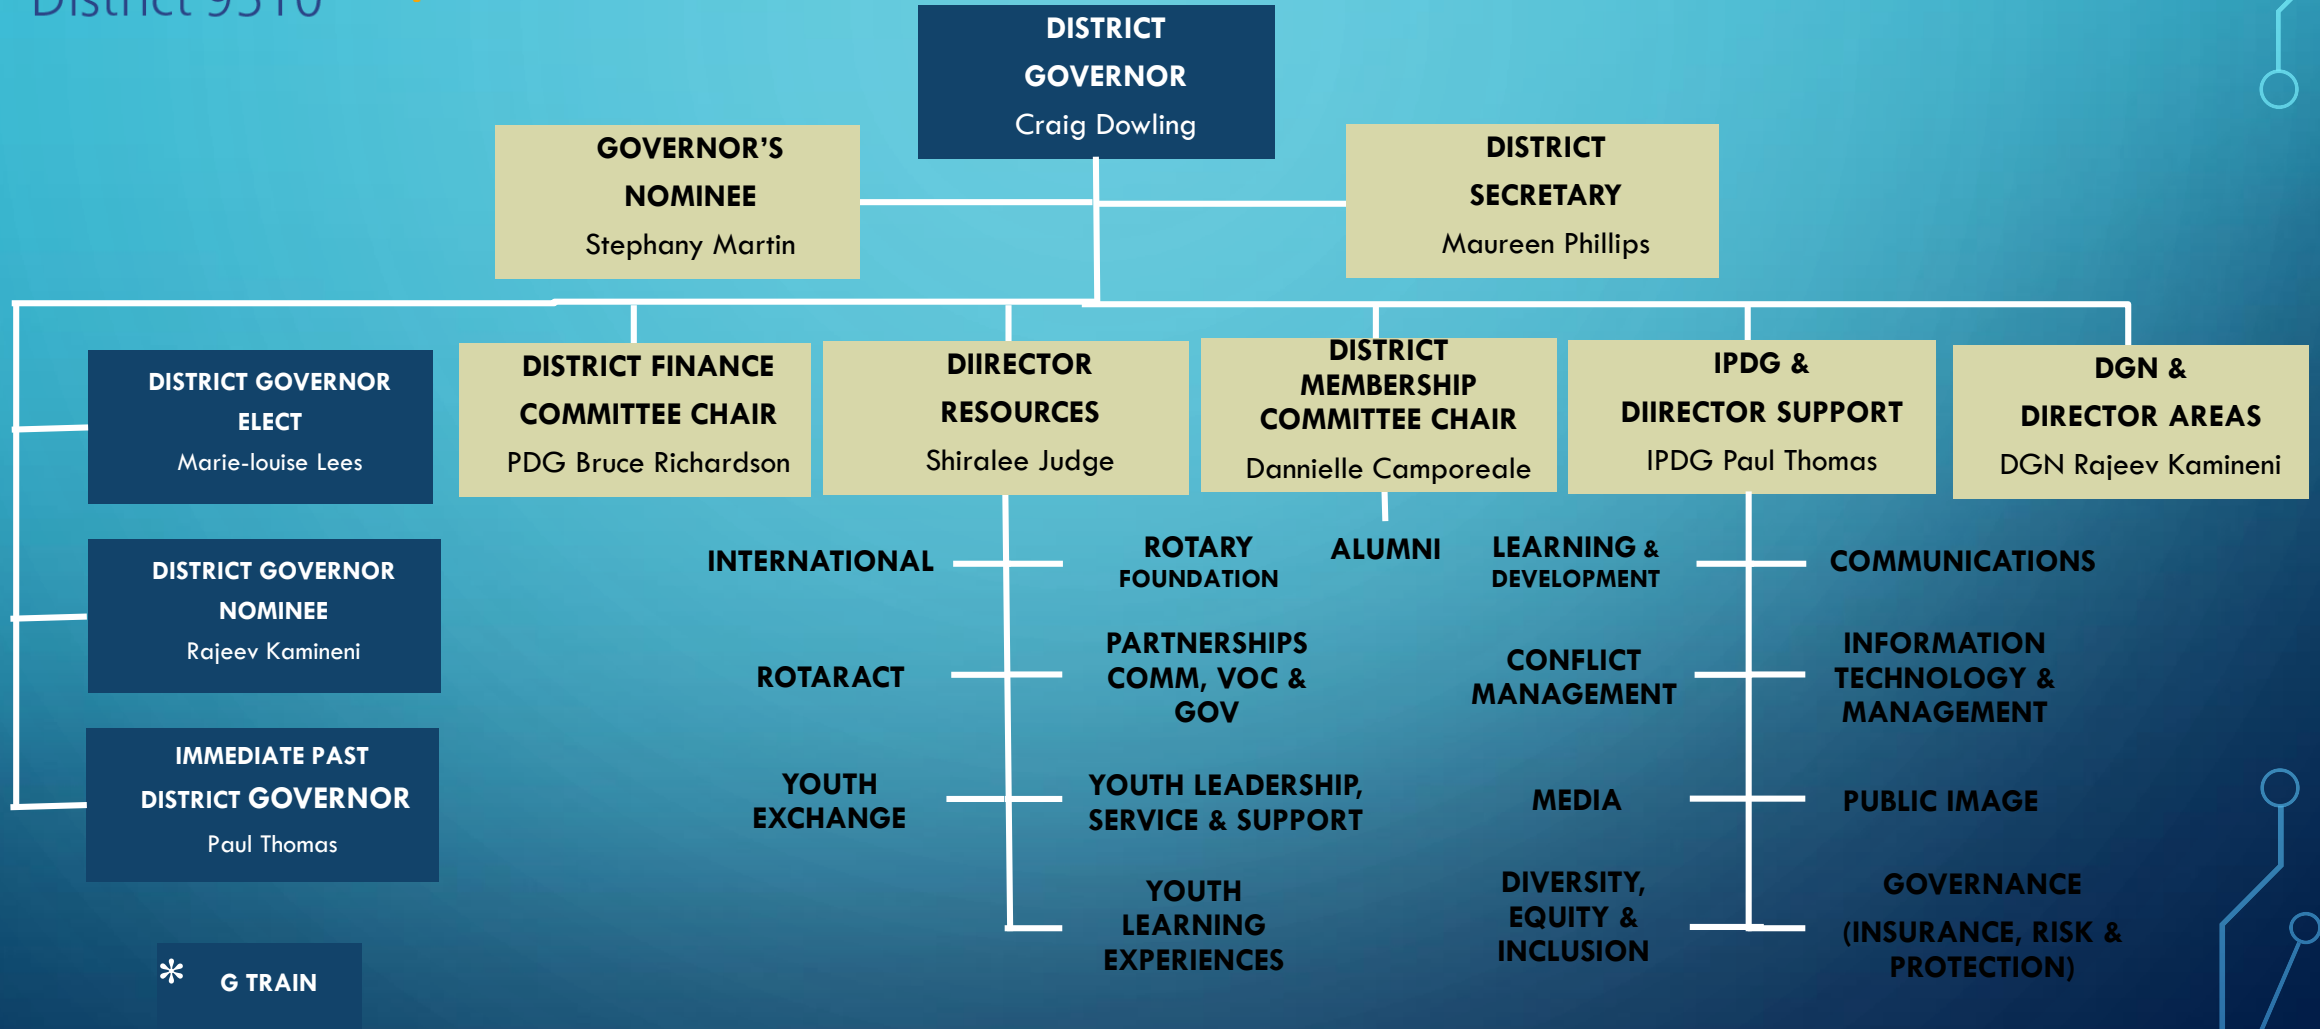 District 9510
DISTRICT
GOVERNOR
Craig Dowling
GOVERNOR'S
NOMINEE
Stephany Martin
DISTRICT
SECRETARY
Maureen Phillips
DISTRICT GOVERNOR
ELECT
Marie-louise Lees
DISTRICT GOVERNOR
NOMINEE
Rajeev Kamineni
IMMEDIATE PAST
DISTRICT GOVERNOR
Paul Thomas
* G TRAIN
DISTRICT FINANCE
COMMITTEE CHAIR
PDG Bruce Richardson
DIIRECTOR
RESOURCES
Shiralee Judge
INTERNATIONAL
ROTARY
FOUNDATION
ROTARACT
PARTNERSHIPS
COMM, VOC &
GOV
YOUTH
EXCHANGE
YOUTH LEADERSHIP,
SERVICE & SUPPORT
YOUTH
LEARNING
EXPERIENCES
DISTRICT
MEMBERSHIP
COMMITTEE CHAIR
Dannielle Camporeale
ALUMNI
IPDG &
DIIRECTOR SUPPORT
IPDG Paul Thomas
LEARNING &
DEVELOPMENT
COMMUNICATIONS
CONFLICT
MANAGEMENT
INFORMATION
TECHNOLOGY &
MANAGEMENT
MEDIA
PUBLIC IMAGE
DIVERSITY,
EQUITY &
INCLUSION
GOVERNANCE
(INSURANCE, RISK &
PROTECTION)
DGN &
DIRECTOR AREAS
DGN Rajeev Kamineni